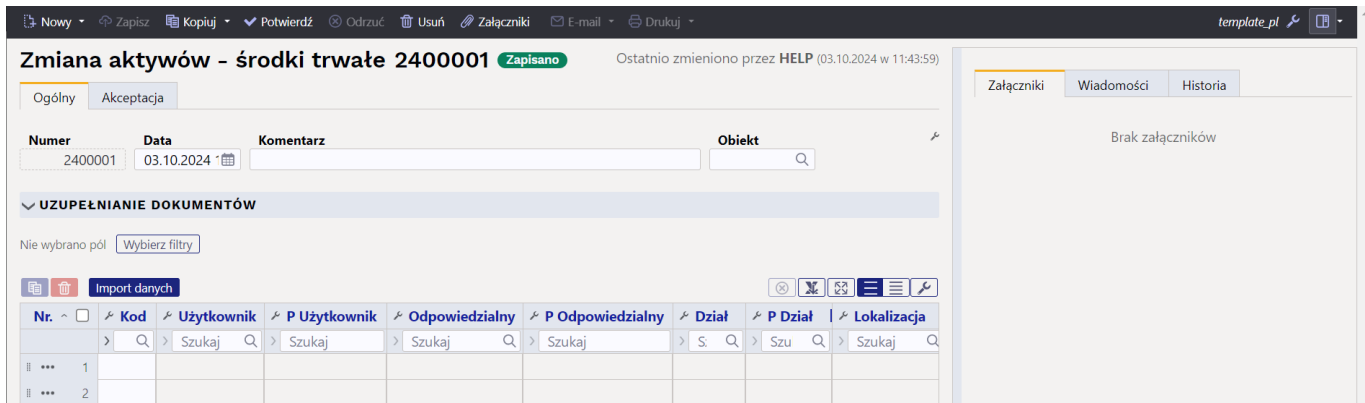 Nowy Zapisz Kopiuj Potwierdź Odrzuć Usuń Załączniki E-mail Drukuj template_pl
Zmiana aktywów - środki trwałe 2400001 Zapisano Ostatnio zmieniono przez HELP (03.10.2024 w 11:43:59)
Załączniki Wiadomości Historia
Ogólny Akceptacja
Brak załączników
Numer Data Komentarz Obiekt
2400001 03.10.2024
UZUPEŁNIANIE DOKUMENTÓW
Nie wybrano pól Wybierz filtry
Import danych
Nr. Kod Użytkownik P Użytkownik Odpowiedzialny P Odpowiedzialny Dział P Dział Lokalizacja
Szukaj Szukaj Szukaj Szukaj S: Szu Szukaj
1
2